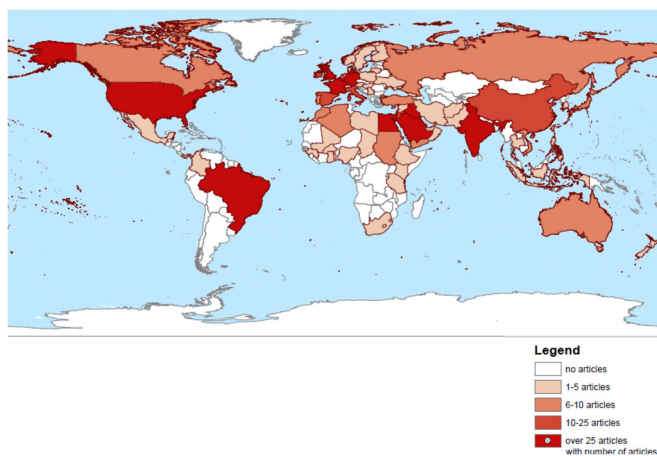 Legend
no articles
1-5 articles
6-10 articles
10-25 articles
over 25 articles
with number of articles